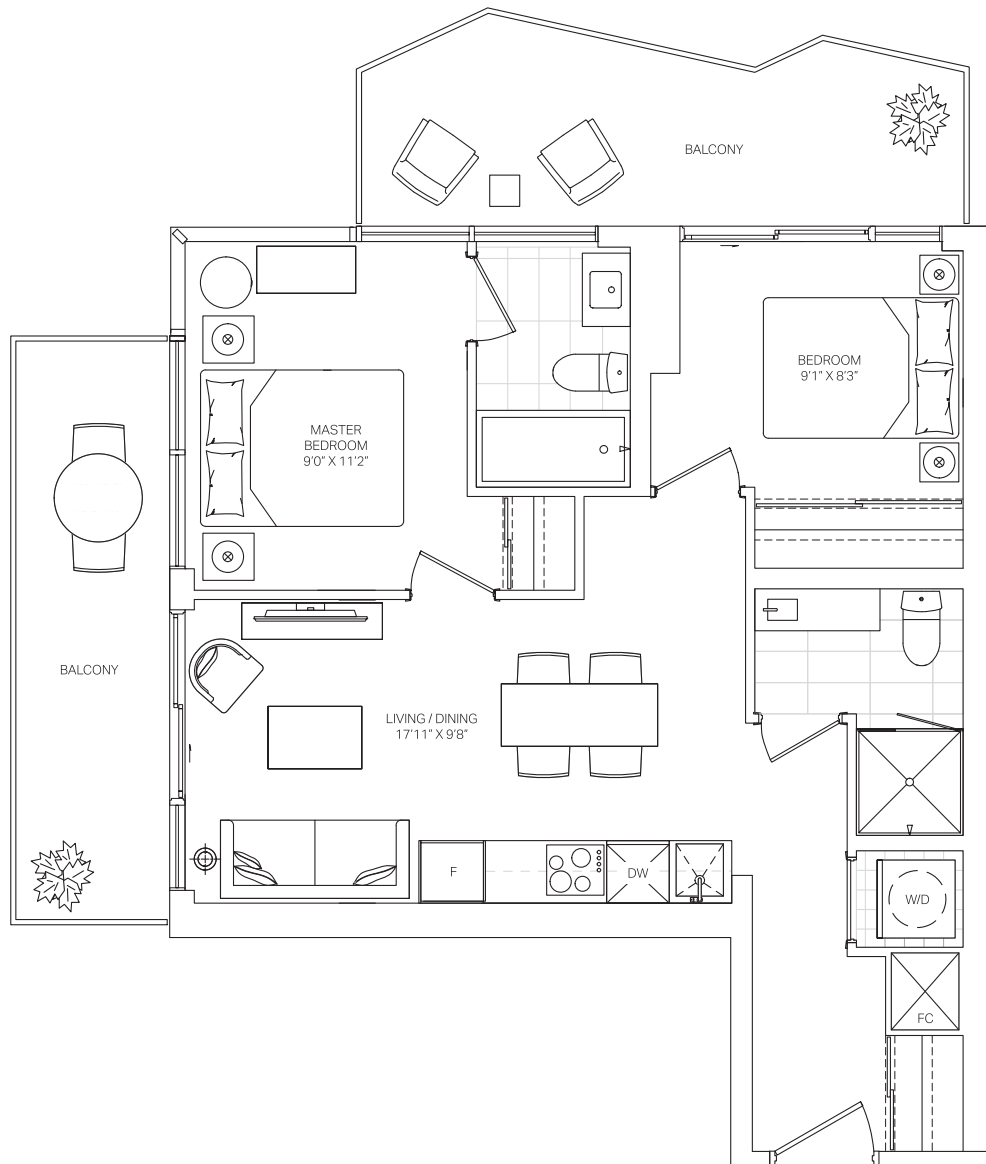 BALCONY
BEDROOM
9'1" X 8'3"
MASTER
BEDROOM
9'0" X 11'2"
BALCONY
LIVING / DINING
17'11" X 9'8"
F
DW
W/D
FC